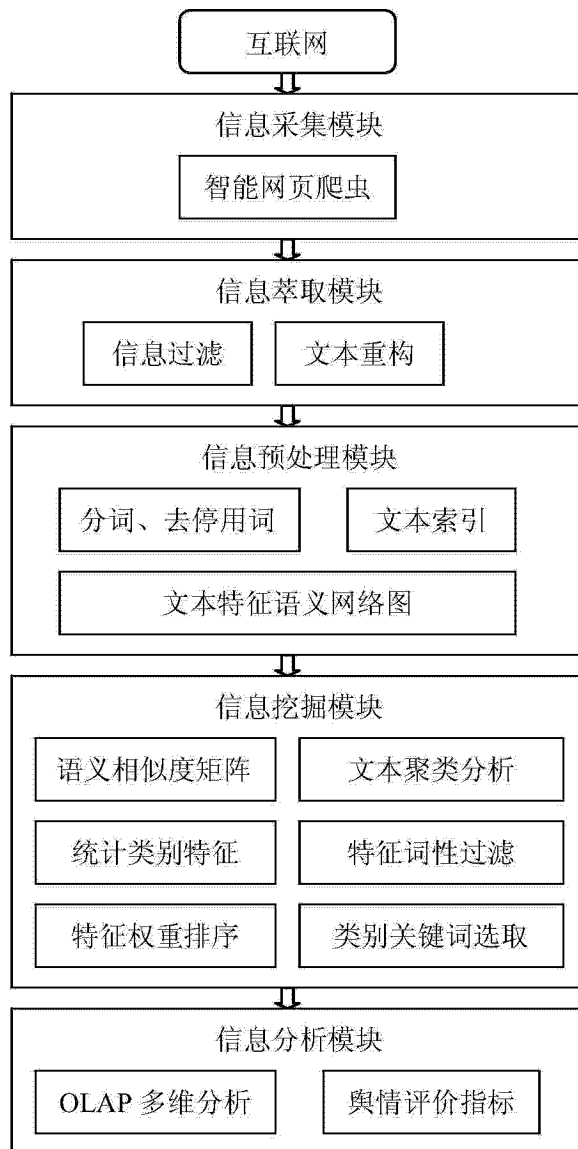 互联网
信息采集模块
智能网页爬虫
信息萃取模块
信息过滤
文本重构
信息预处理模块
分词、去停用词
文本索引
文本特征语义网络图
信息挖掘模块
语义相似度矩阵
文本聚类分析
统计类别特征
特征词性过滤
特征权重排序
类别关键词选取
信息分析模块
OLAP 多维分析
舆情评价指标